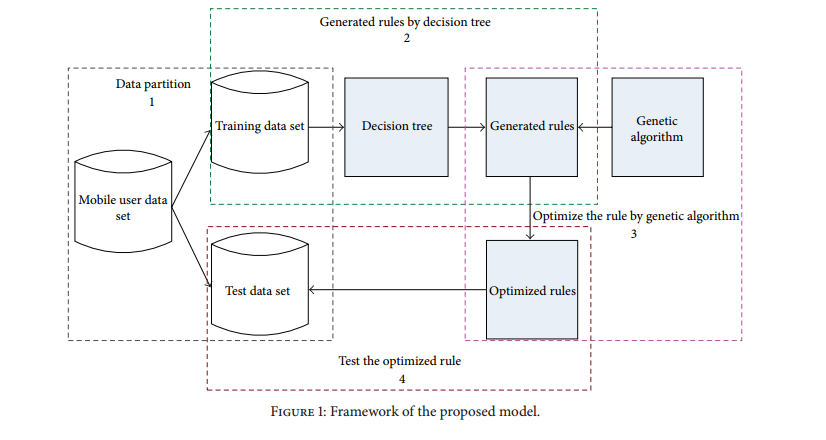 Generated rules by decision tree
2
Data partition
1
Training data set
Decision tree
Generated rules
Genetic
algorithm
Mobile user data
set
Optimize the rule by genetic algorithm
3
Test data set
Optimized rules
Test the optimized rule
4
FIGURE 1: Framework of the proposed model.